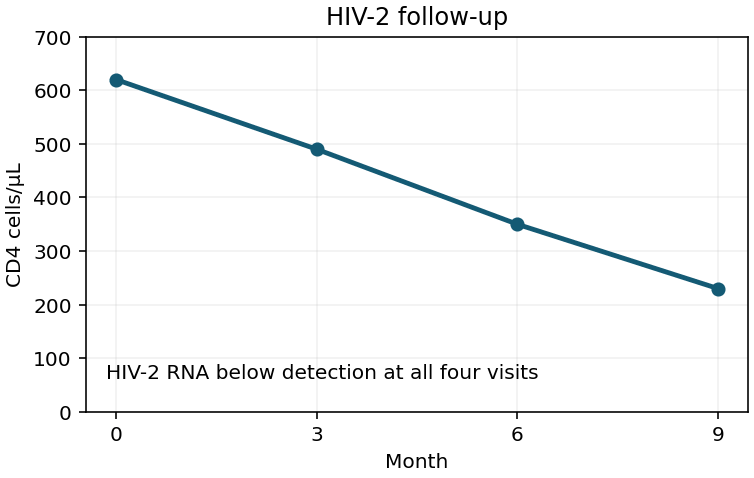 HIV-2 follow-up
700
600
500
400
300
200
100
0
CD4 cells/µL
HIV-2 RNA below detection at all four visits
0 3 6 9
Month